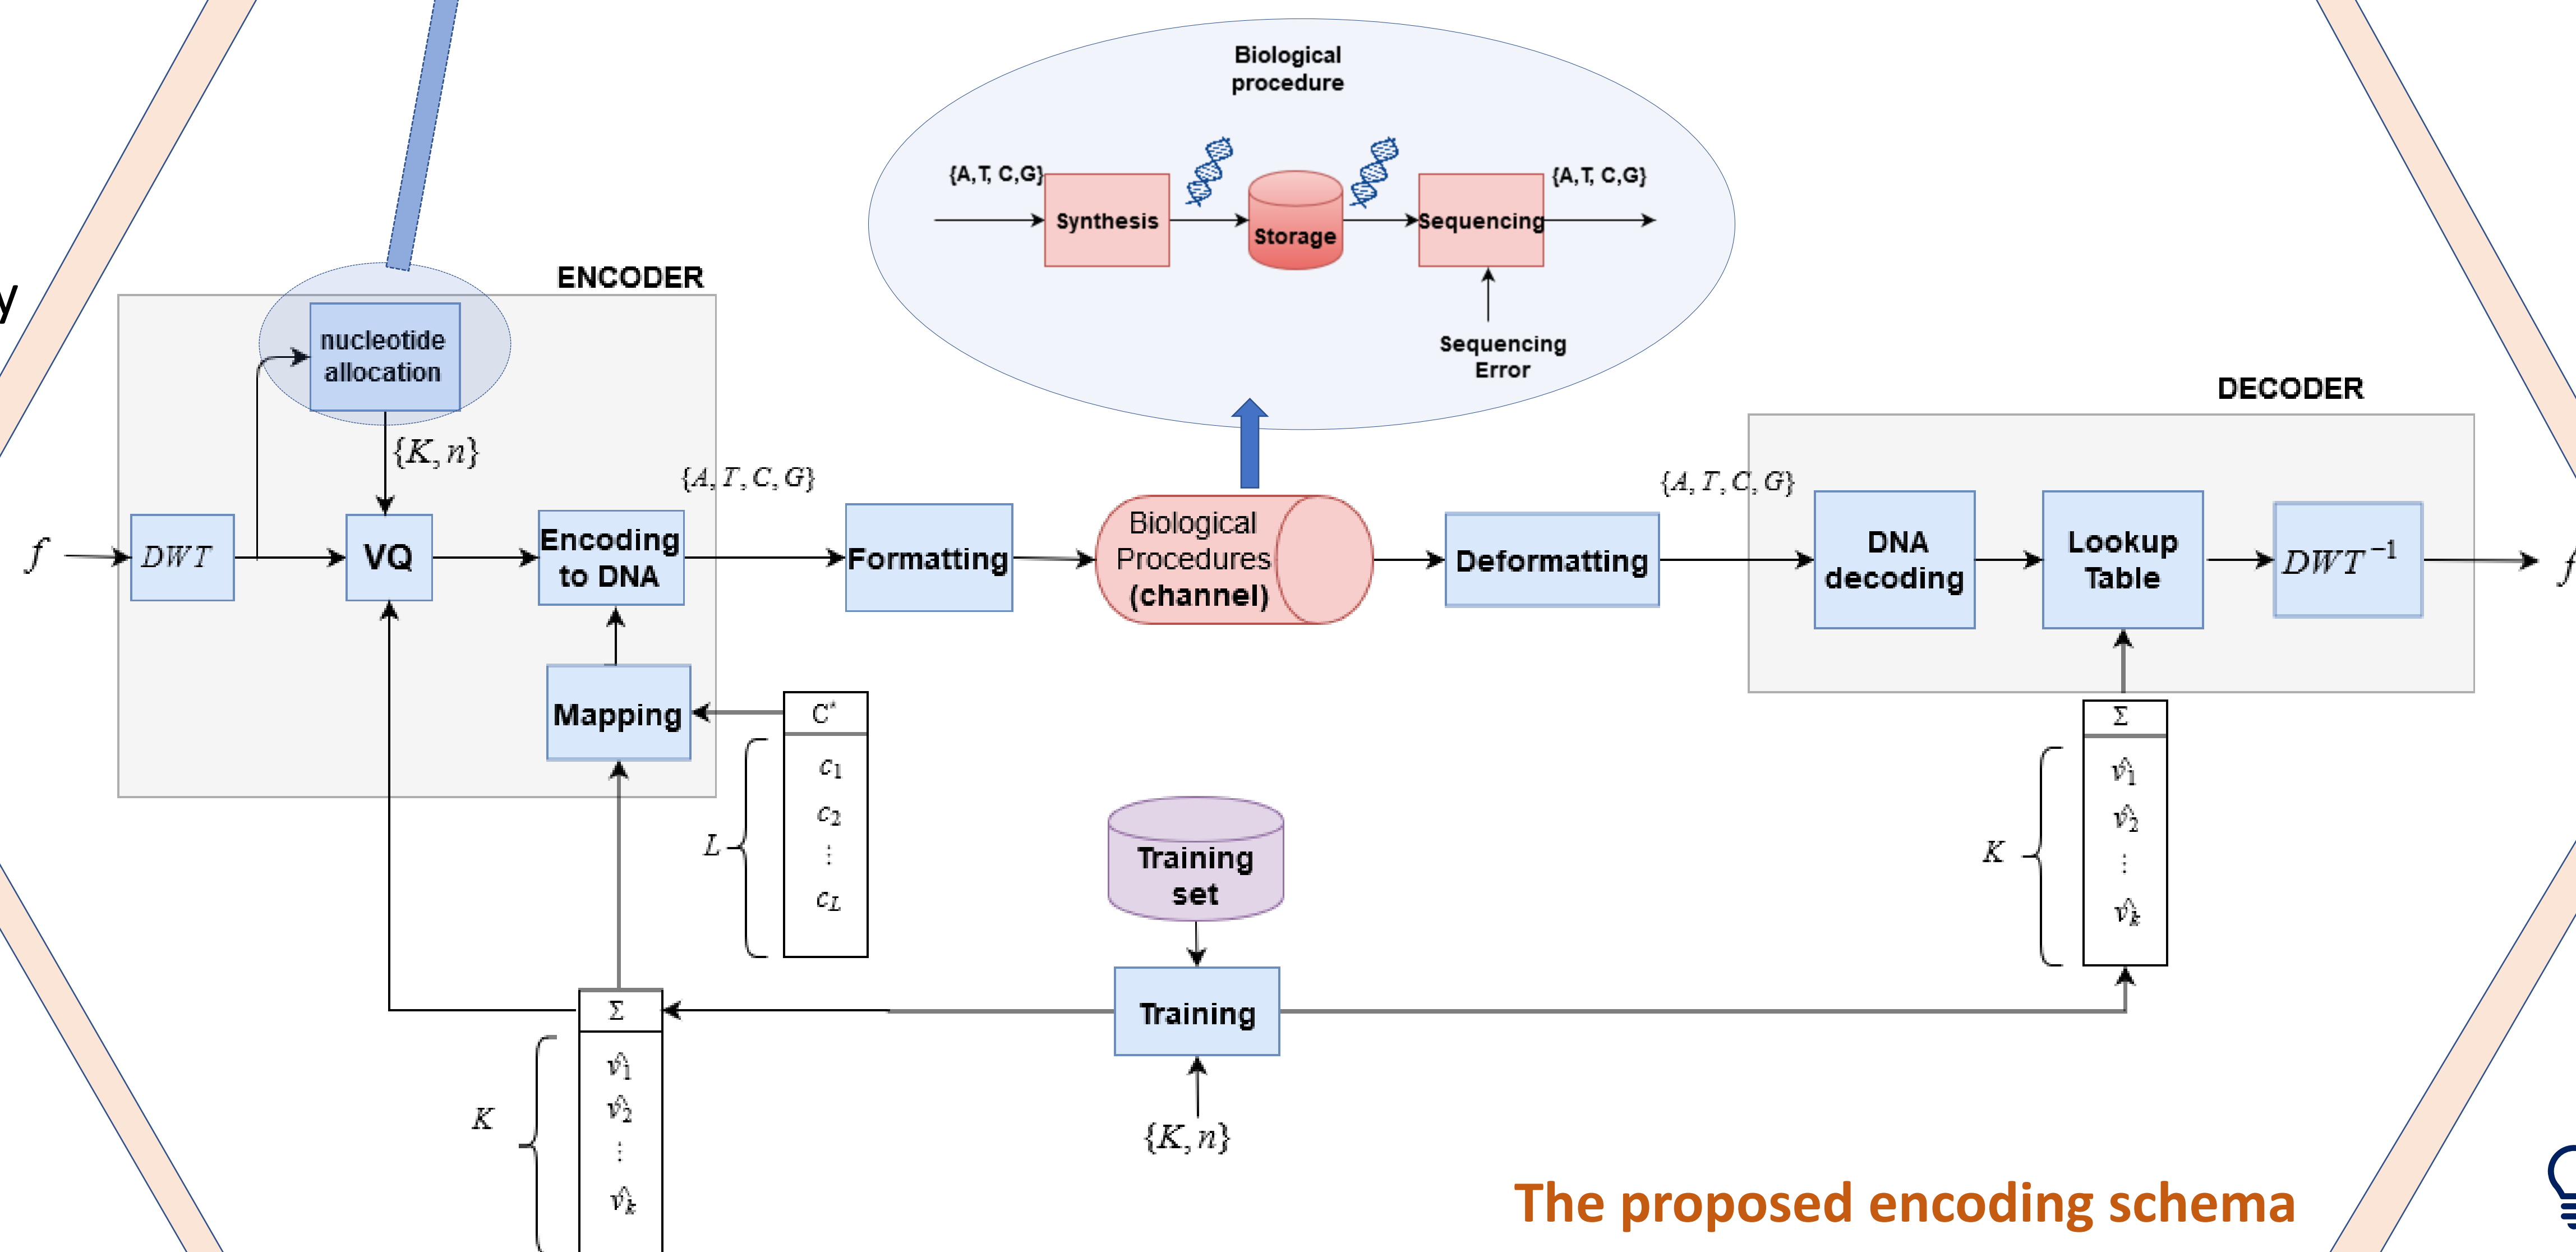 Biological
procedure
{A,T, C,G}
Synthesis
Storage
Sequencing
{A,T, C,G}
Sequencing
Error
y
ENCODER
nucleotide
allocation
{K, n}
f
DWT
VQ
Encoding
to DNA
{A, T, C, G}
Formatting
Biological
Procedures
(channel)
Deformatting
{A, T, C, G}
DECODER
DNA
decoding
Lookup
Table
DWT⁻¹
f
Mapping
C*
L
c₁
c₂
⋮
c_L
Σ
K
v̂₁
v̂₂
⋮
v̂ₖ
Training
set
Training
{K, n}
Σ
K
v̂₁
v̂₂
⋮
v̂ₖ
The proposed encoding schema